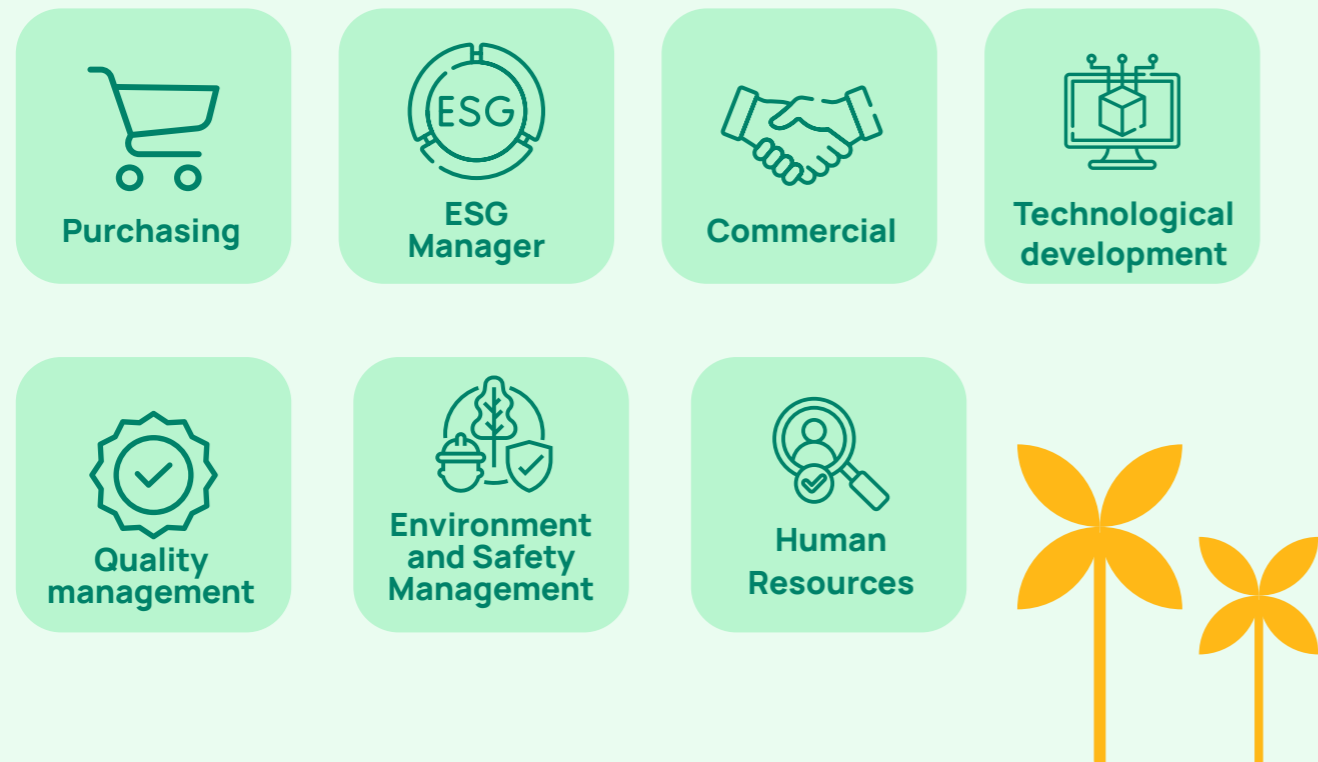 Purchasing
ESG
ESG
Manager
Commercial
Technological
development
Quality
management
Environment
and Safety
Management
Human
Resources